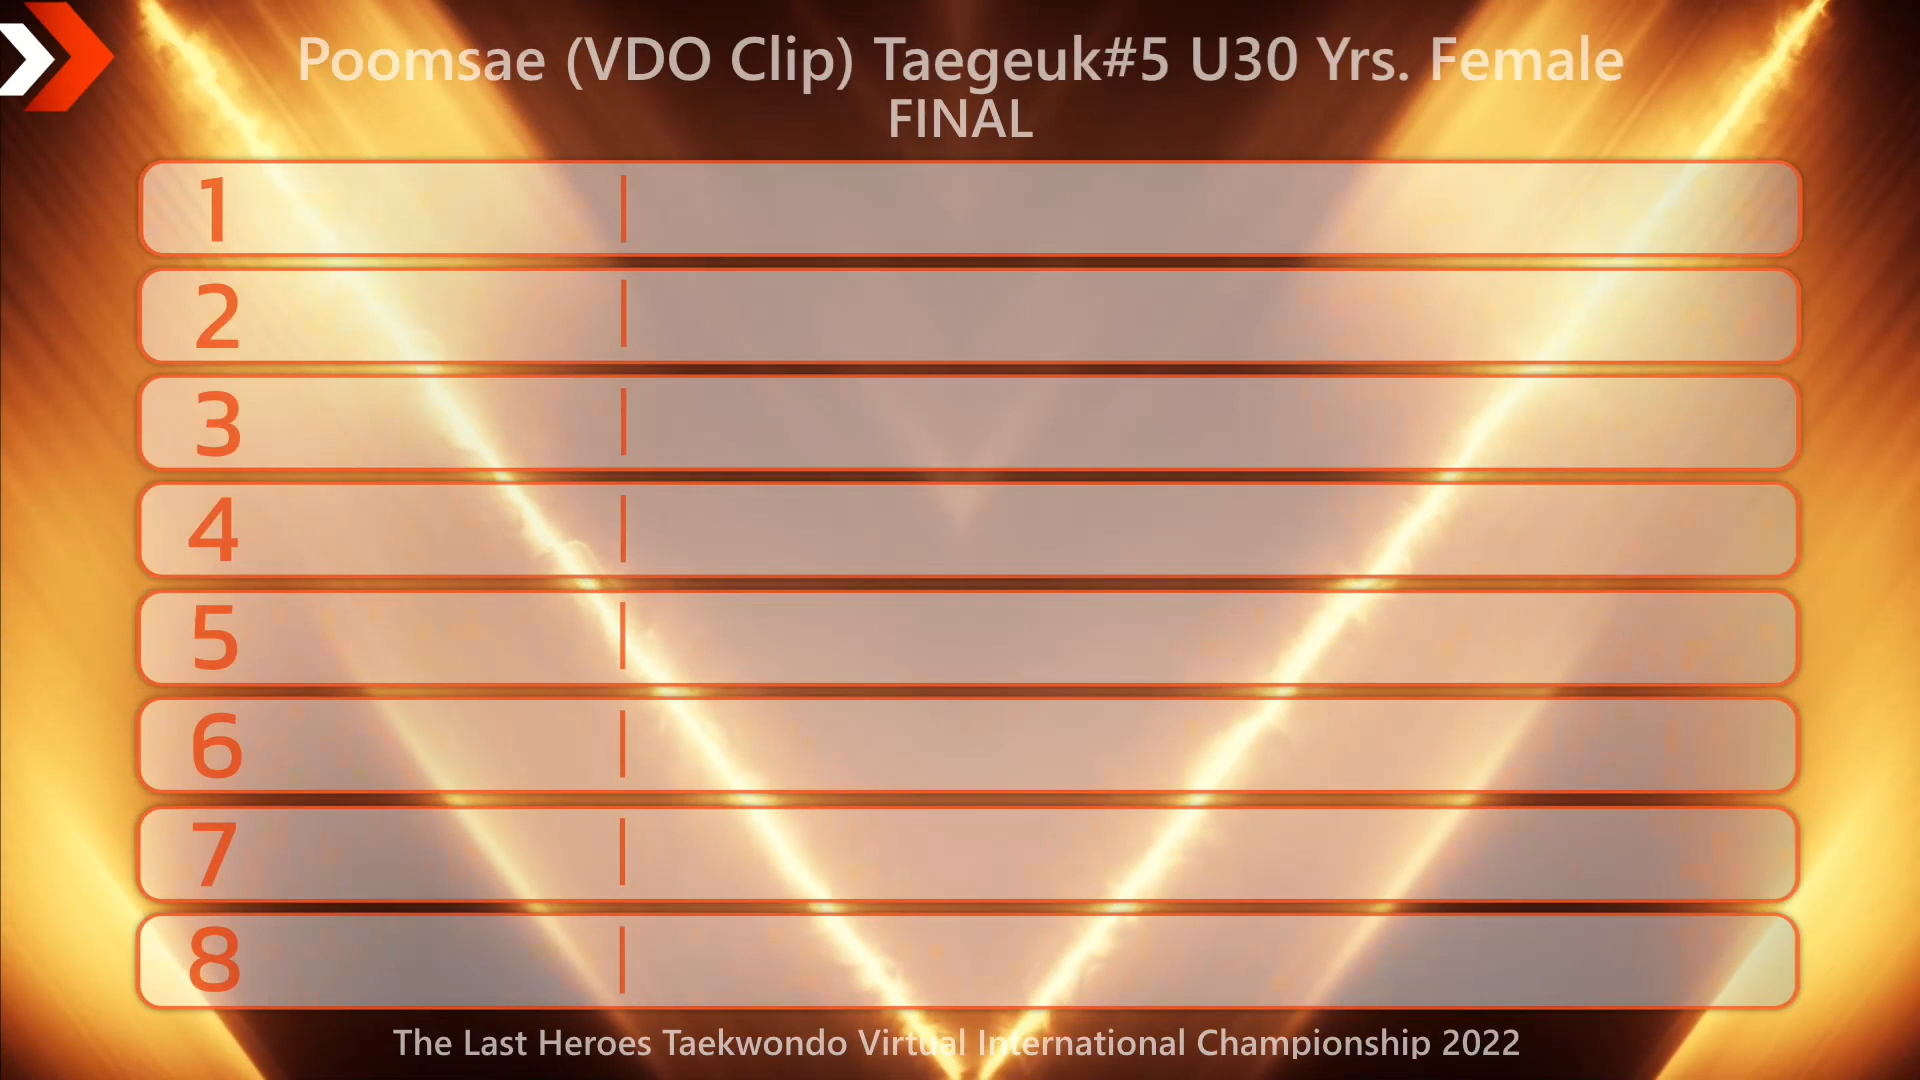 Poomsae (VDO Clip) Taegeuk#5 U30 Yrs. Female
FINAL
1
2
3
4
5
6
7
8
The Last Heroes Taekwondo Virtual International Championship 2022